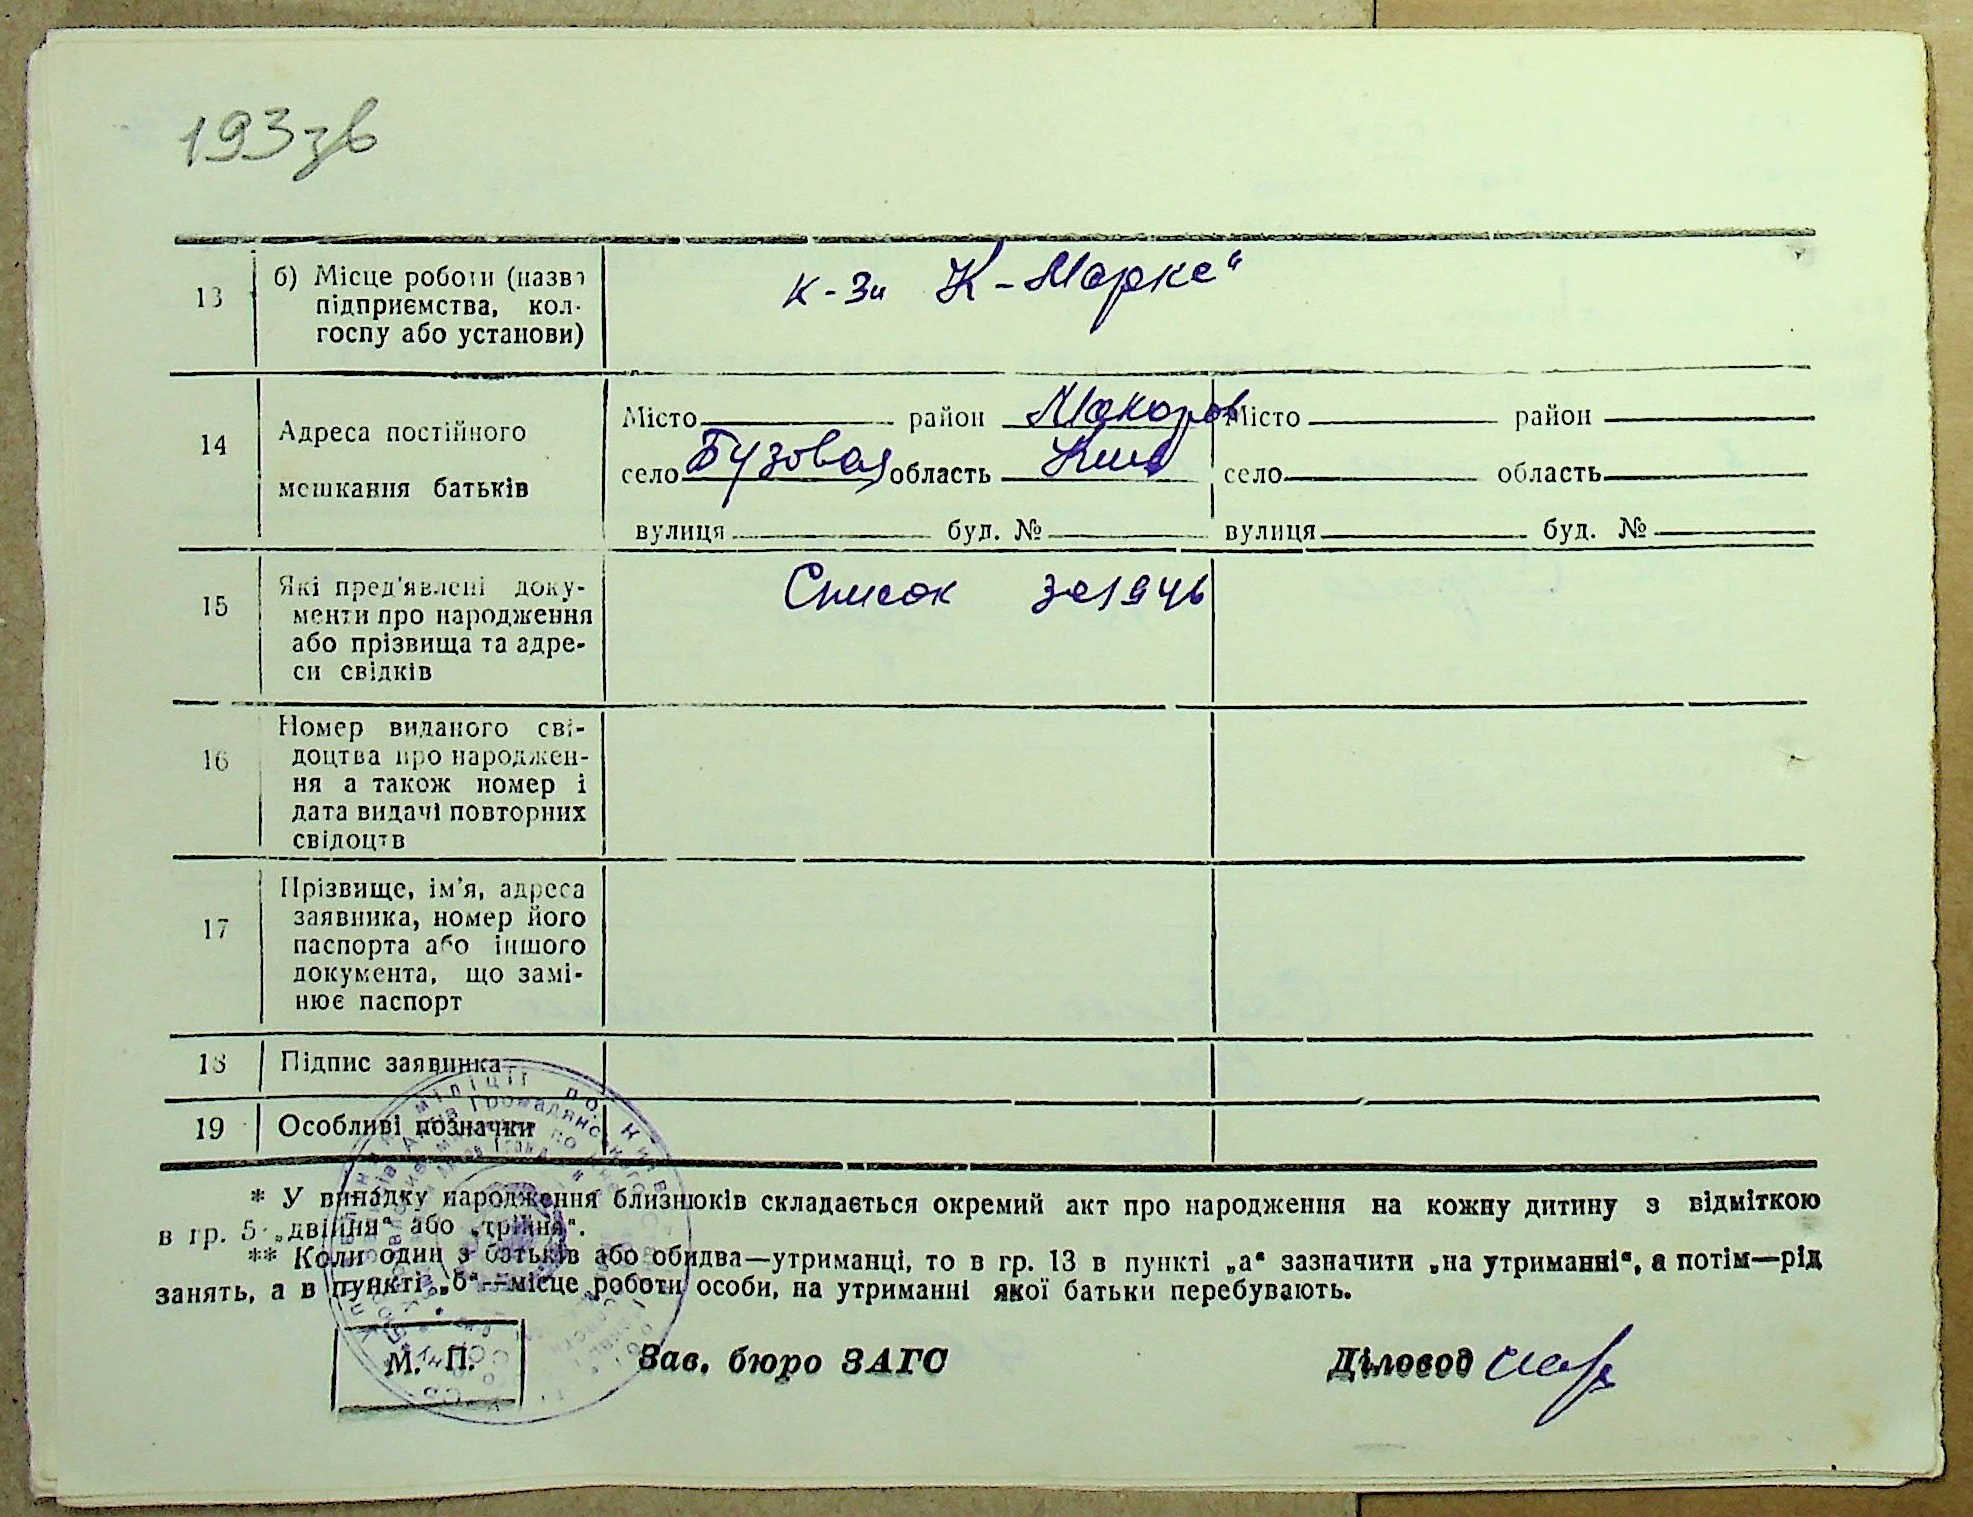 193зв
13 б) Місце роботи (назва к-зи К-Маркс"
підприємства, кол-
госпу або установи)
14 Адреса постійного мешкання батьків
Місто район Макаров Місто район
село Бузовая область Київ село область
вулиця буд. № вулиця буд. №
15 Які пред'явлені доку- Список за 1946
менти про народження
або прізвища та адре-
си свідків
16 Номер виданого сві-
доцтва про народжен-
ня а також номер і
дата видачі повторних
свідоцтв
17 Прізвище, ім'я, адреса
заявника, номер його
паспорта або іншого
документа, що замі-
нює паспорт
18 Підпис заявника
19 Особливі позначки
* У випадку народження близнюків складається окремий акт про народження на кожну дитину з відміткою
в гр. 5 „двійня" або „трійня".
** Коли один з батьків або обидва—утриманці, то в гр. 13 в пункті „а" зазначити „на утриманні", а потім—рід
занять, а в пункті „б"—місце роботи особи, на утриманні якої батьки перебувають.
М. П. Зав. бюро ЗАГС Діловод